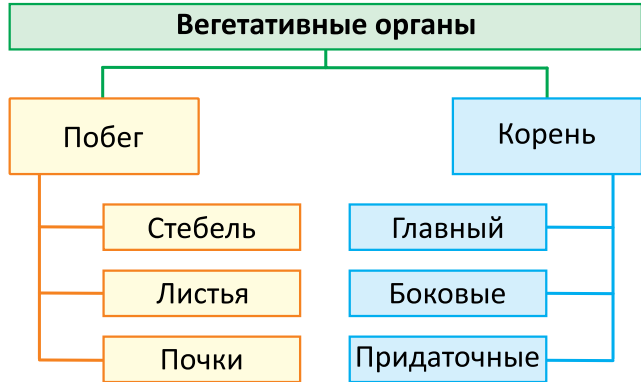 Вегетативные органы
Побег
Корень
Стебель
Главный
Листья
Боковые
Почки
Придаточные